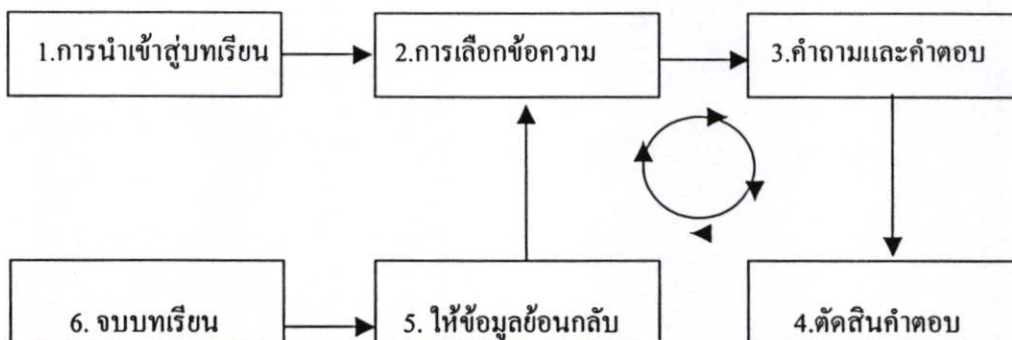 1.การนำเข้าสู่บทเรียน
2.การเลือกข้อความ
3.คำถามและคำตอบ
6. จบบทเรียน
5. ให้ข้อมูลย้อนกลับ
4.ตัดสินคำตอบ